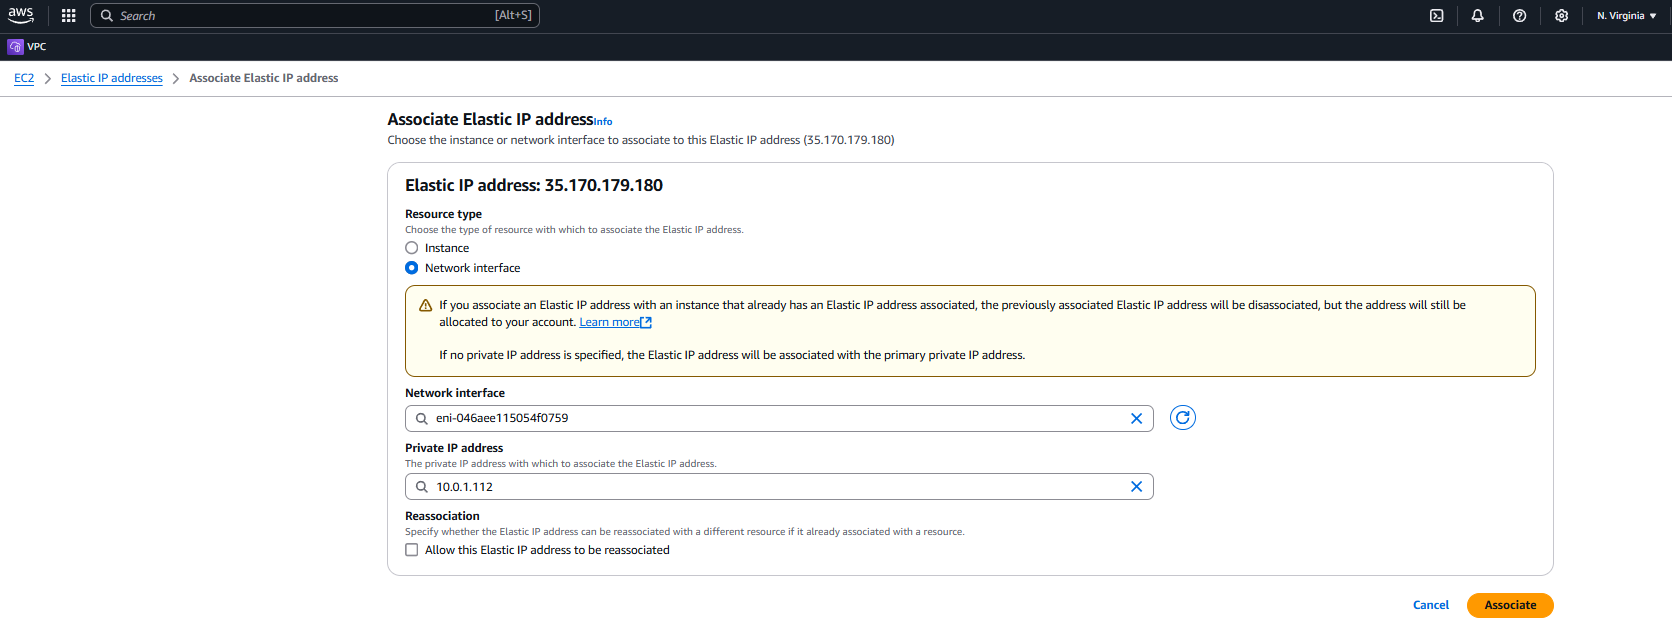 aws
Search
[Alt+S]
N. Virginia
VPC
EC2
Elastic IP addresses
Associate Elastic IP address
Associate Elastic IP address Info
Choose the instance or network interface to associate to this Elastic IP address (35.170.179.180)
Elastic IP address: 35.170.179.180
Resource type
Choose the type of resource with which to associate the Elastic IP address.
Instance
Network interface
If you associate an Elastic IP address with an instance that already has an Elastic IP address associated, the previously associated Elastic IP address will be disassociated, but the address will still be
allocated to your account. Learn more
If no private IP address is specified, the Elastic IP address will be associated with the primary private IP address.
Network interface
eni-046aee115054f0759
Private IP address
The private IP address with which to associate the Elastic IP address.
10.0.1.112
Reassociation
Specify whether the Elastic IP address can be reassociated with a different resource if it already associated with a resource.
Allow this Elastic IP address to be reassociated
Cancel
Associate